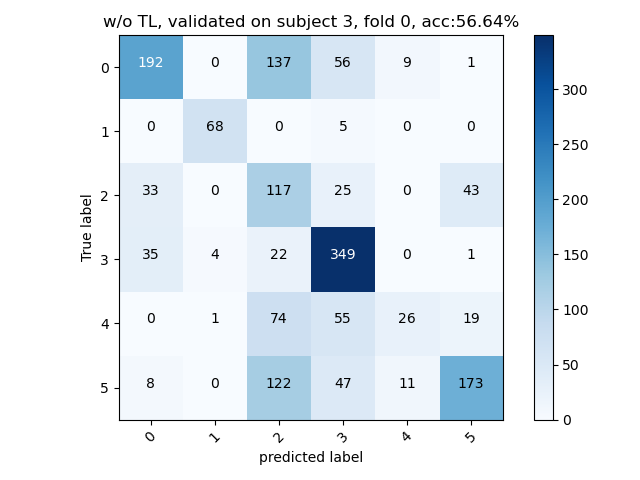 w/o TL, validated on subject 3, fold 0, acc:56.64%
0 192 0 137 56 9 1
1 0 68 0 5 0 0
2 33 0 117 25 0 43
3 35 4 22 349 0 1
4 0 1 74 55 26 19
5 8 0 122 47 11 173
0 1 2 3 4 5
True label
predicted label
300
250
200
150
100
50
0